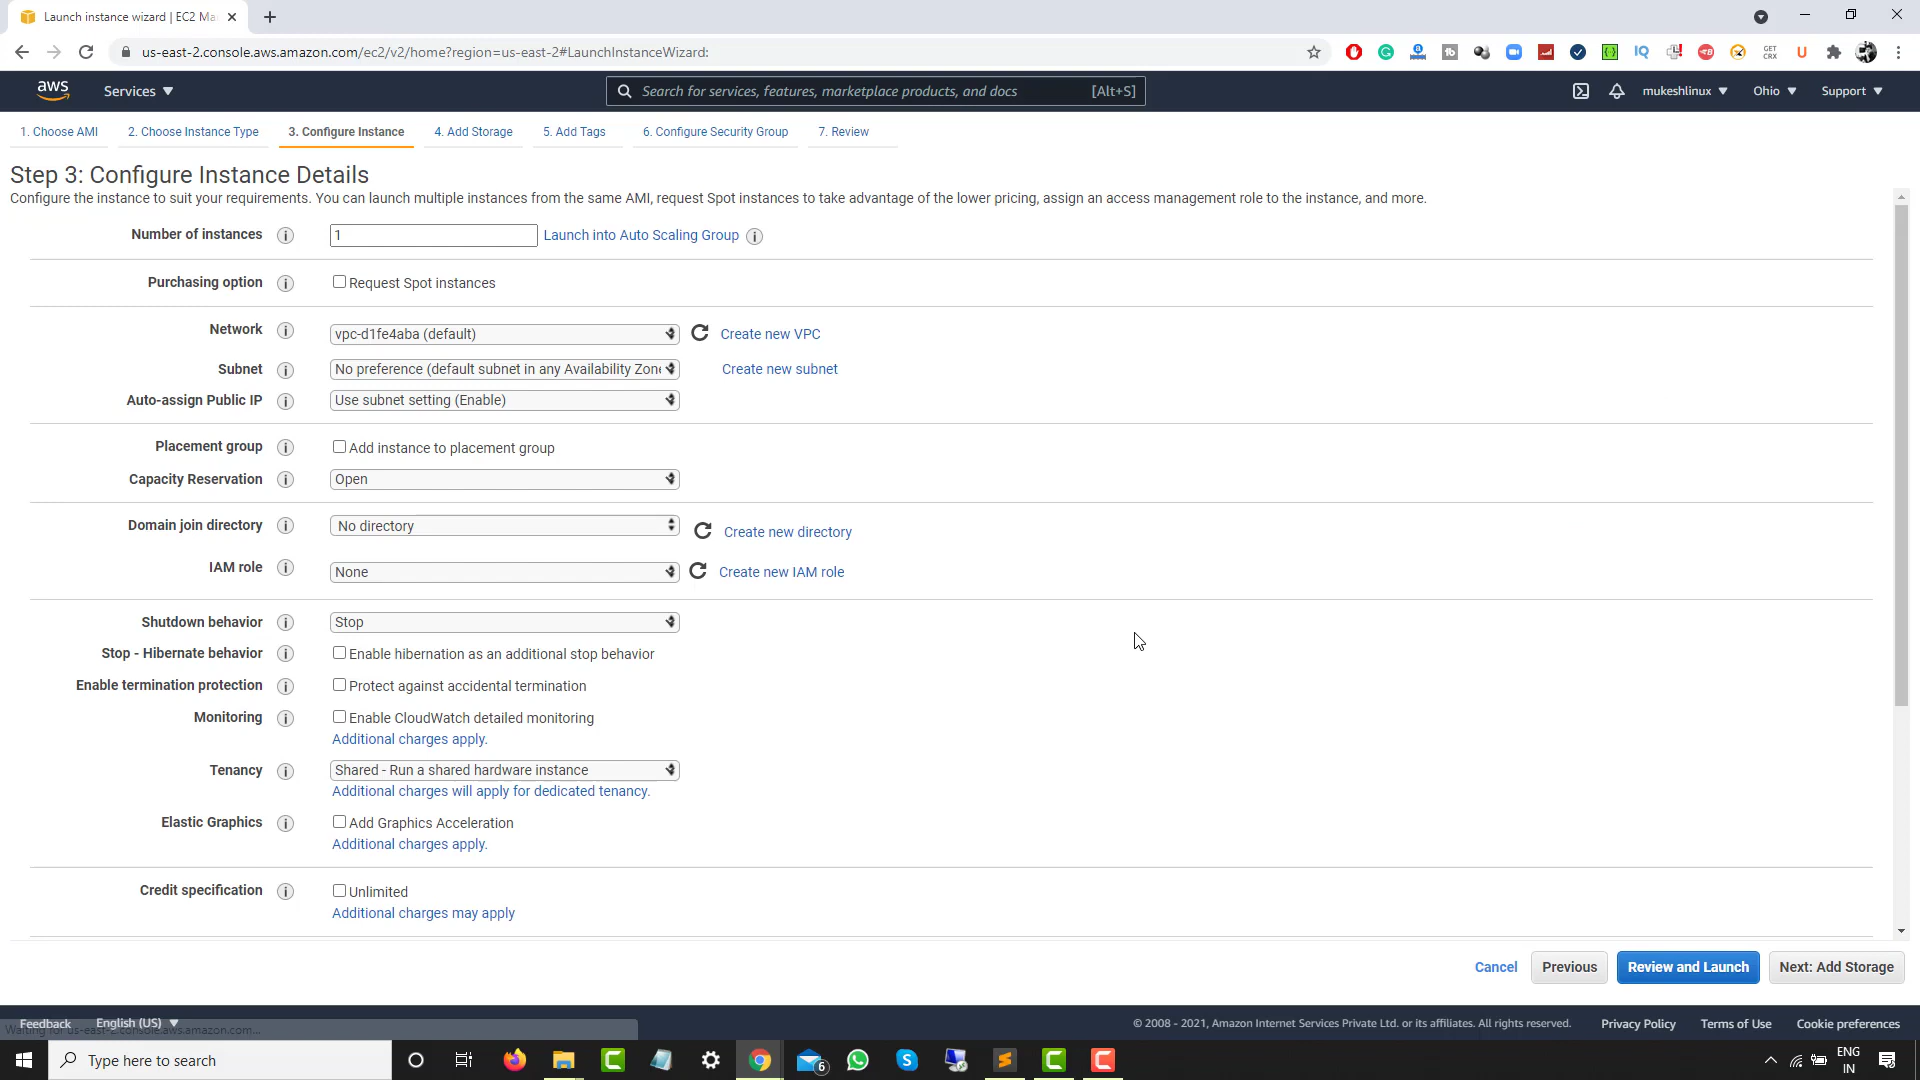 Launch instance wizard | EC2 Ma
us-east-2.console.aws.amazon.com/ec2/v2/home?region=us-east-2#LaunchInstanceWizard:
aws
Services
Search for services, features, marketplace products, and docs
[Alt+S]
mukeshlinux
Ohio
Support
1. Choose AMI
2. Choose Instance Type
3. Configure Instance
4. Add Storage
5. Add Tags
6. Configure Security Group
7. Review
Step 3: Configure Instance Details
Configure the instance to suit your requirements. You can launch multiple instances from the same AMI, request Spot instances to take advantage of the lower pricing, assign an access management role to the instance, and more.
Number of instances
1
Launch into Auto Scaling Group
Purchasing option
Request Spot instances
Network
vpc-d1fe4aba (default)
Create new VPC
Subnet
No preference (default subnet in any Availability Zone
Create new subnet
Auto-assign Public IP
Use subnet setting (Enable)
Placement group
Add instance to placement group
Capacity Reservation
Open
Domain join directory
No directory
Create new directory
IAM role
None
Create new IAM role
Shutdown behavior
Stop
Stop - Hibernate behavior
Enable hibernation as an additional stop behavior
Enable termination protection
Protect against accidental termination
Monitoring
Enable CloudWatch detailed monitoring
Additional charges apply.
Tenancy
Shared - Run a shared hardware instance
Additional charges will apply for dedicated tenancy.
Elastic Graphics
Add Graphics Acceleration
Additional charges apply.
Credit specification
Unlimited
Additional charges may apply
Cancel
Previous
Review and Launch
Next: Add Storage
Feedback
English (US)
Waiting for us-east-2.console.aws.amazon.com...
© 2008 - 2021, Amazon Internet Services Private Ltd. or its affiliates. All rights reserved.
Privacy Policy
Terms of Use
Cookie preferences
Type here to search
6
ENG
IN